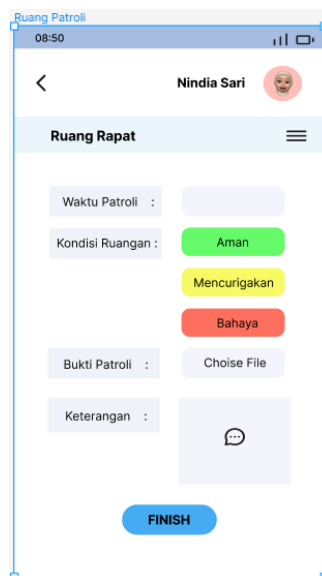 Ruang Patroli
08:50
Nindia Sari
Ruang Rapat
Waktu Patroli :
Kondisi Ruangan : Aman
Mencurigakan
Bahaya
Bukti Patroli : Choise File
Keterangan :
FINISH